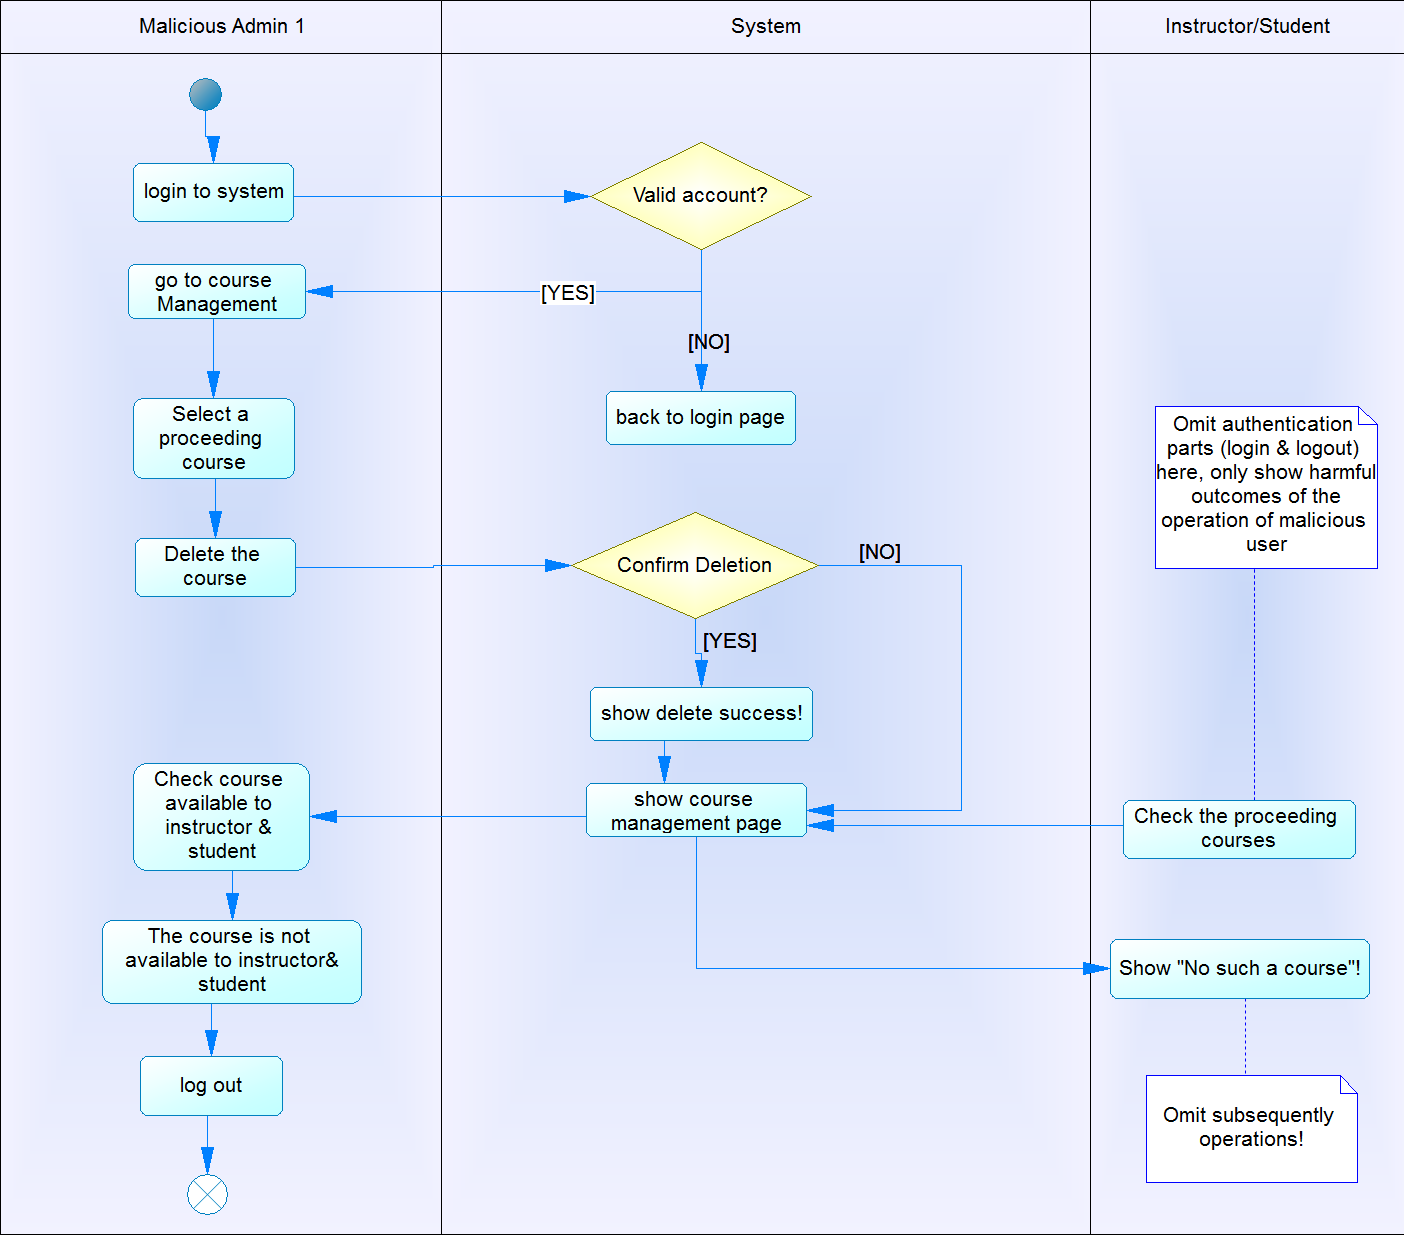 Malicious Admin 1
System
Instructor/Student
login to system
Valid account?
go to course
Management
[YES]
[NO]
Select a
proceeding
course
back to login page
Omit authentication
parts (login & logout)
here, only show harmful
outcomes of the
operation of malicious
user
Delete the
course
Confirm Deletion
[NO]
[YES]
show delete success!
Check course
available to
instructor &
student
show course
management page
Check the proceeding
courses
The course is not
available to instructor&
student
Show "No such a course"!
log out
Omit subsequently
operations!